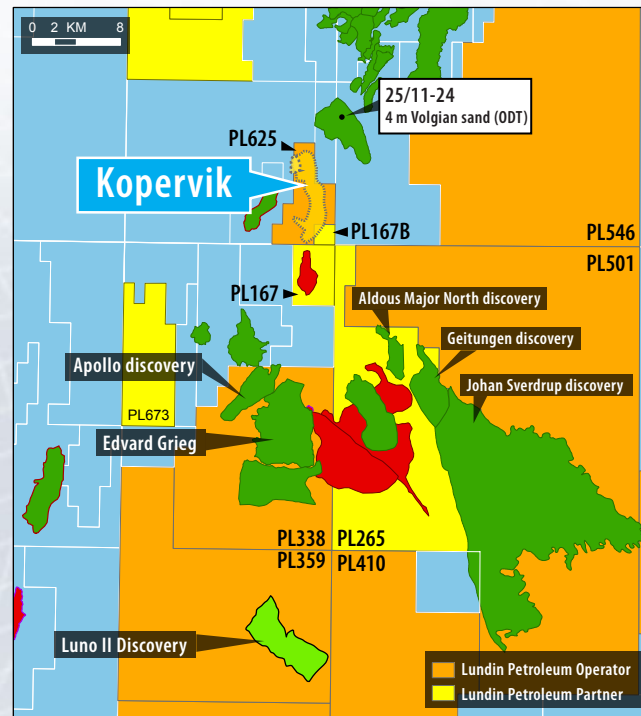 0 2 KM 8
25/11-24
4 m Volgian sand (ODT)
PL625
Kopervik
PL167B
PL546
PL501
PL167
Aldous Major North discovery
Geitungen discovery
Apollo discovery
Johan Sverdrup discovery
PL673
Edvard Grieg
PL338 PL265
PL359 PL410
Luno II Discovery
Lundin Petroleum Operator
Lundin Petroleum Partner